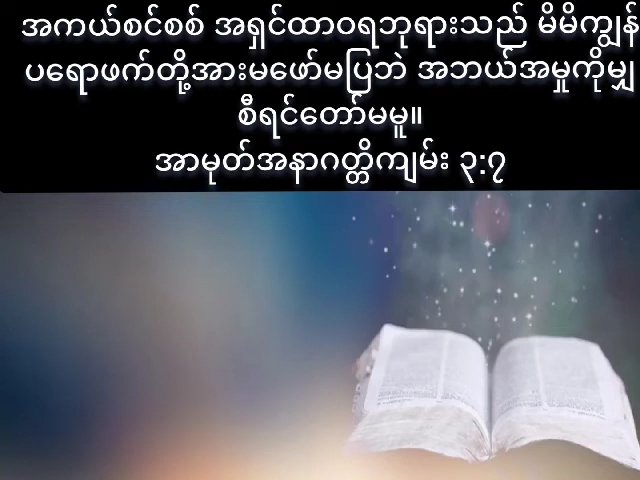 အကယ်စင်စစ် အရှင်ထာဝရဘုရားသည် မိမိကျွန်
ပရောဖက်တို့အားမဖော်မပြဘဲ အဘယ်အမှုကိုမျှ
စီရင်တော်မမူ။
အာမုတ်အနာဂတ္တိကျမ်း ၃:၇